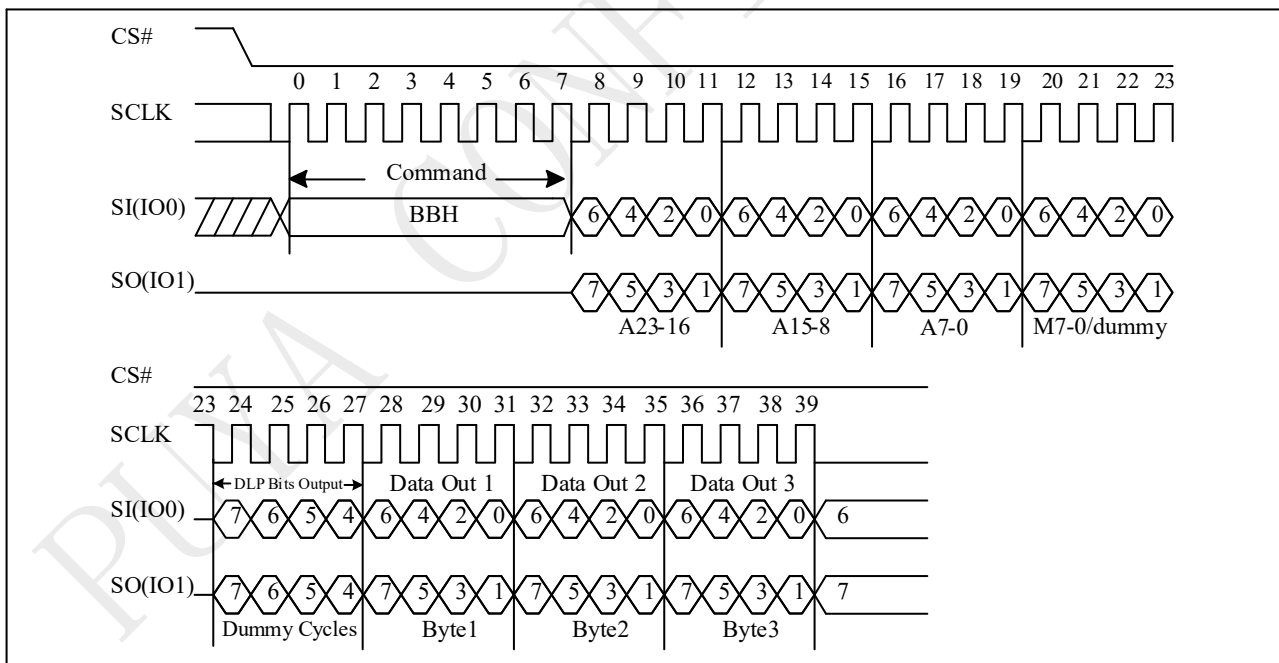 CS#
0 1 2 3 4 5 6 7 8 9 10 11 12 13 14 15 16 17 18 19 20 21 22 23
SCLK
Command
SI(IO0) BBH 6 4 2 0 6 4 2 0 6 4 2 0 6 4 2 0
SO(IO1) 7 5 3 1 7 5 3 1 7 5 3 1 7 5 3 1
A23-16 A15-8 A7-0 M7-0/dummy
CS#
23 24 25 26 27 28 29 30 31 32 33 34 35 36 37 38 39
SCLK
DLP Bits Output Data Out 1 Data Out 2 Data Out 3
SI(IO0) 7 6 5 4 6 4 2 0 6 4 2 0 6 4 2 0 6
SO(IO1) 7 6 5 4 7 5 3 1 7 5 3 1 7 5 3 1 7
Dummy Cycles Byte1 Byte2 Byte3
PUYA CONF